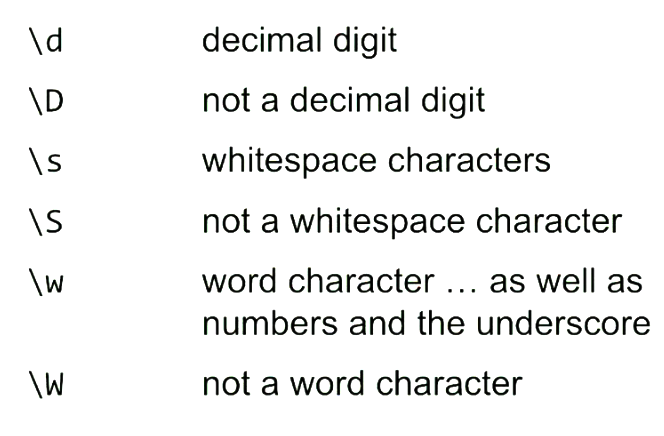 \d decimal digit
\D not a decimal digit
\s whitespace characters
\S not a whitespace character
\w word character … as well as
numbers and the underscore
\W not a word character